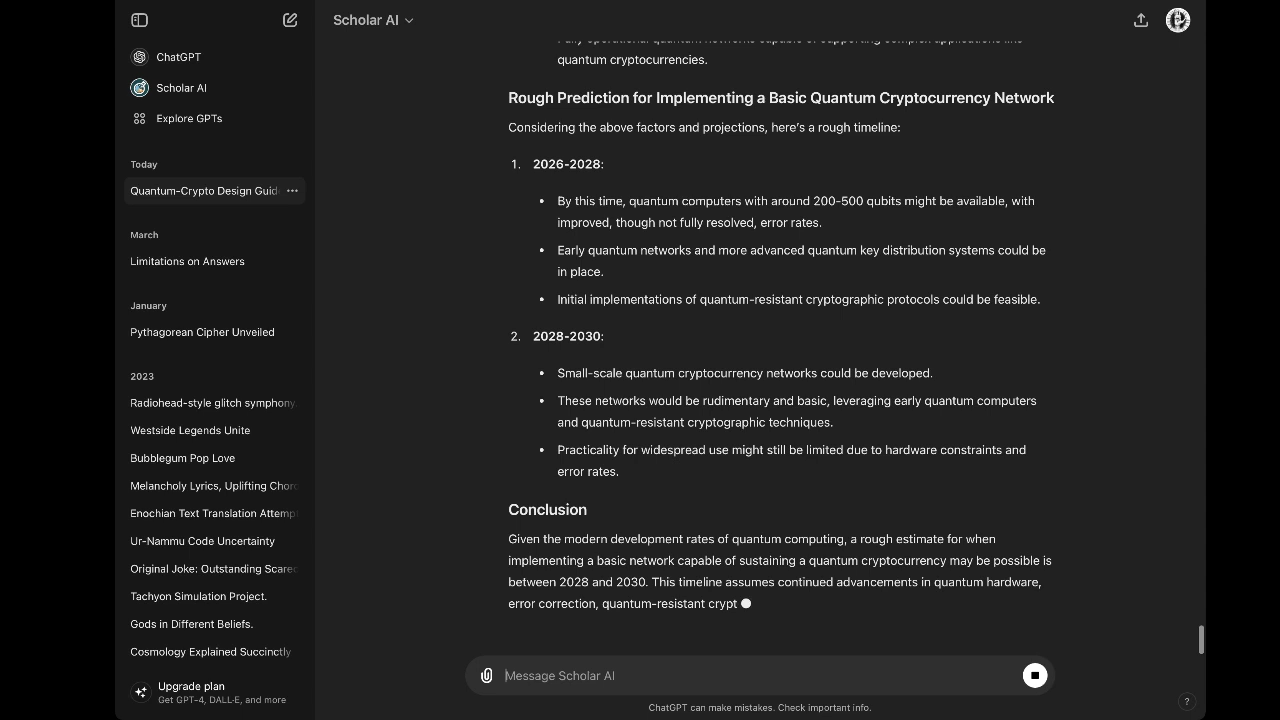 Scholar AI
ChatGPT
Scholar AI
Explore GPTs
Today
Quantum-Crypto Design Guid
March
Limitations on Answers
January
Pythagorean Cipher Unveiled
2023
Radiohead-style glitch symphony.
Westside Legends Unite
Bubblegum Pop Love
Melancholy Lyrics, Uplifting Chor
Enochian Text Translation Attemp
Ur-Nammu Code Uncertainty
Original Joke: Outstanding Scarec
Tachyon Simulation Project.
Gods in Different Beliefs.
Cosmology Explained Succinctly
Upgrade plan
Get GPT-4, DALL·E, and more
Fully operational quantum networks capable of supporting complex applications like
quantum cryptocurrencies.
Rough Prediction for Implementing a Basic Quantum Cryptocurrency Network
Considering the above factors and projections, here's a rough timeline:
1. 2026-2028:
• By this time, quantum computers with around 200-500 qubits might be available, with
improved, though not fully resolved, error rates.
• Early quantum networks and more advanced quantum key distribution systems could be
in place.
• Initial implementations of quantum-resistant cryptographic protocols could be feasible.
2. 2028-2030:
• Small-scale quantum cryptocurrency networks could be developed.
• These networks would be rudimentary and basic, leveraging early quantum computers
and quantum-resistant cryptographic techniques.
• Practicality for widespread use might still be limited due to hardware constraints and
error rates.
Conclusion
Given the modern development rates of quantum computing, a rough estimate for when
implementing a basic network capable of sustaining a quantum cryptocurrency may be possible is
between 2028 and 2030. This timeline assumes continued advancements in quantum hardware,
error correction, quantum-resistant crypt
Message Scholar AI
ChatGPT can make mistakes. Check important info.
?